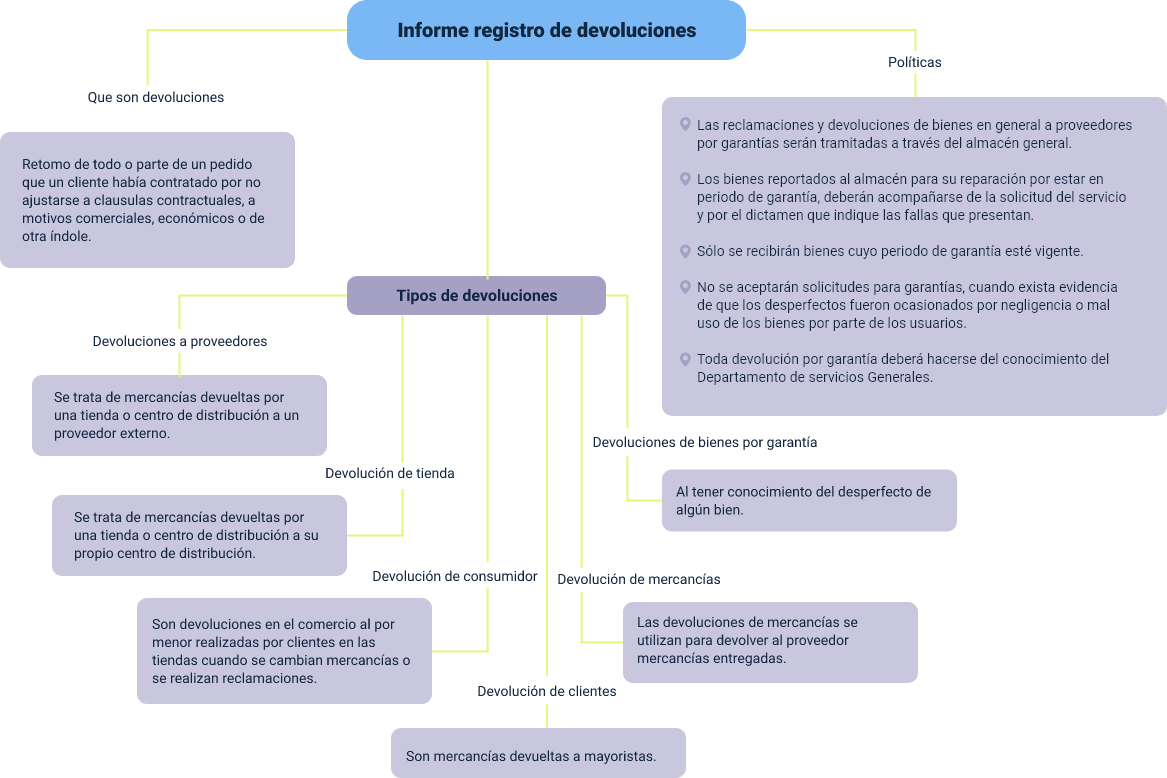 Informe registro de devoluciones
Que son devoluciones
Retomo de todo o parte de un pedido
que un cliente había contratado por no
ajustarse a clausulas contractuales, a
motivos comerciales, económicos o de
otra índole.
Políticas
Las reclamaciones y devoluciones de bienes en general a proveedores
por garantías serán tramitadas a través del almacén general.
Los bienes reportados al almacén para su reparación por estar en
periodo de garantía, deberán acompañarse de la solicitud del servicio
y por el dictamen que indique las fallas que presentan.
Sólo se recibirán bienes cuyo periodo de garantía esté vigente.
No se aceptarán solicitudes para garantías, cuando exista evidencia
de que los desperfectos fueron ocasionados por negligencia o mal
uso de los bienes por parte de los usuarios.
Toda devolución por garantía deberá hacerse del conocimiento del
Departamento de servicios Generales.
Tipos de devoluciones
Devoluciones a proveedores
Se trata de mercancías devueltas por
una tienda o centro de distribución a un
proveedor externo.
Devolución de tienda
Se trata de mercancías devueltas por
una tienda o centro de distribución a su
propio centro de distribución.
Devolución de consumidor
Son devoluciones en el comercio al por
menor realizadas por clientes en las
tiendas cuando se cambian mercancías o
se realizan reclamaciones.
Devolución de clientes
Son mercancías devueltas a mayoristas.
Devolución de mercancías
Las devoluciones de mercancías se
utilizan para devolver al proveedor
mercancías entregadas.
Devoluciones de bienes por garantía
Al tener conocimiento del desperfecto de
algún bien.